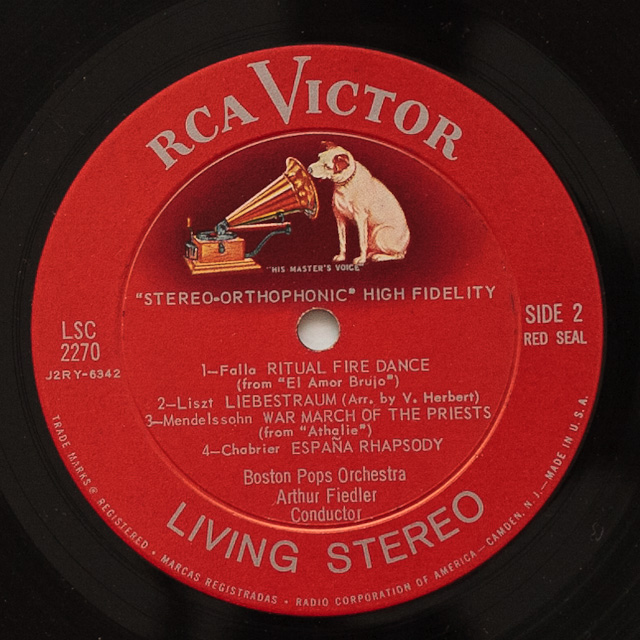 RCA VICTOR
"HIS MASTER'S VOICE"
"STEREO-ORTHOPHONIC" HIGH FIDELITY
LSC
2270
J2RY-6342
SIDE 2
RED SEAL
1—Falla RITUAL FIRE DANCE
(from "El Amor Brujo")
2—Liszt LIEBESTRAUM (Arr. by V. Herbert)
3—Mendelssohn WAR MARCH OF THE PRIESTS
(from "Athalie")
4—Chabrier ESPAÑA RHAPSODY
Boston Pops Orchestra
Arthur Fiedler
Conductor
LIVING STEREO
TRADE MARKS ® REGISTERED • MARCAS REGISTRADAS • RADIO CORPORATION OF AMERICA—CAMDEN, N. J.—MADE IN U. S. A.